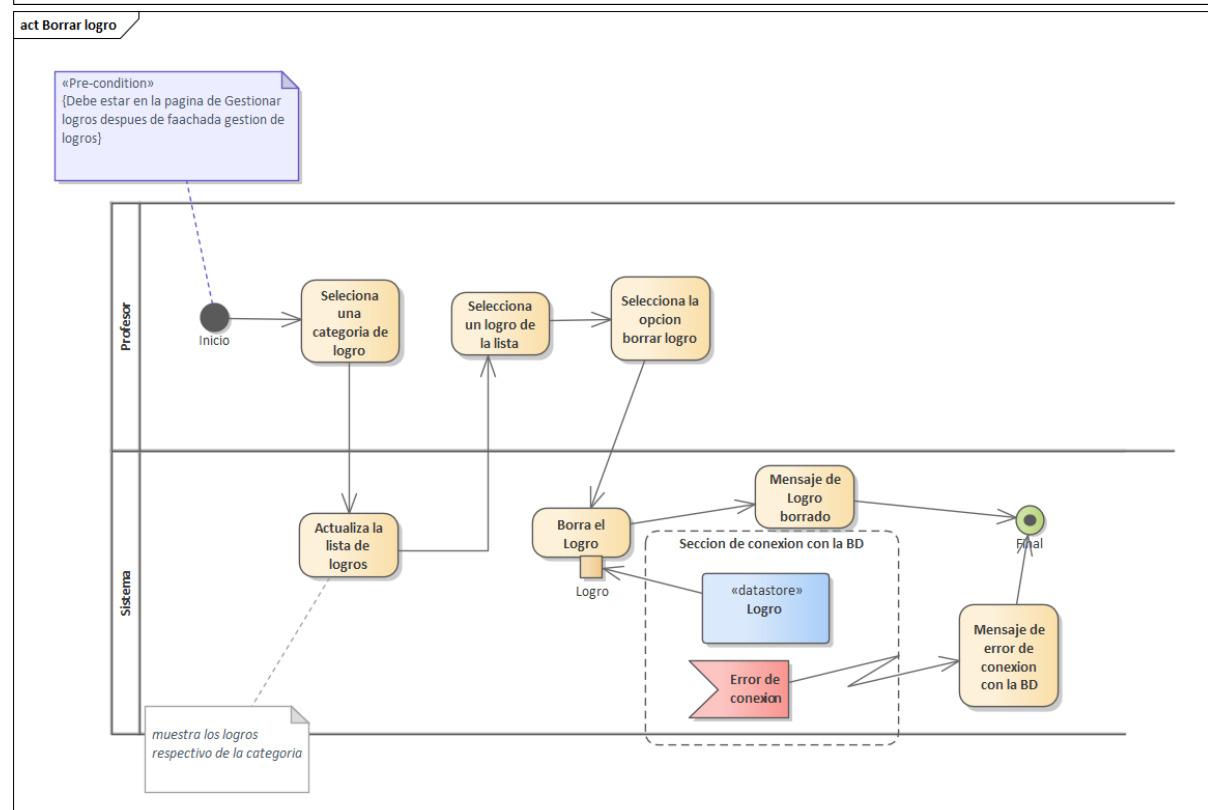 act Borrar logro
«Pre-condition»
{Debe estar en la pagina de Gestionar
logros despues de faachada gestion de
logros}
Profesor
Inicio
Seleciona
una
categoria de
logro
Selecciona
un logro de
la lista
Selecciona la
opcion
borrar logro
Sistema
Actualiza la
lista de
logros
Borra el
Logro
Logro
Mensaje de
Logro
borrado
Final
Seccion de conexion con la BD
«datastore»
Logro
Error de
conexion
Mensaje de
error de
conexion
con la BD
muestra los logros
respectivo de la categoria